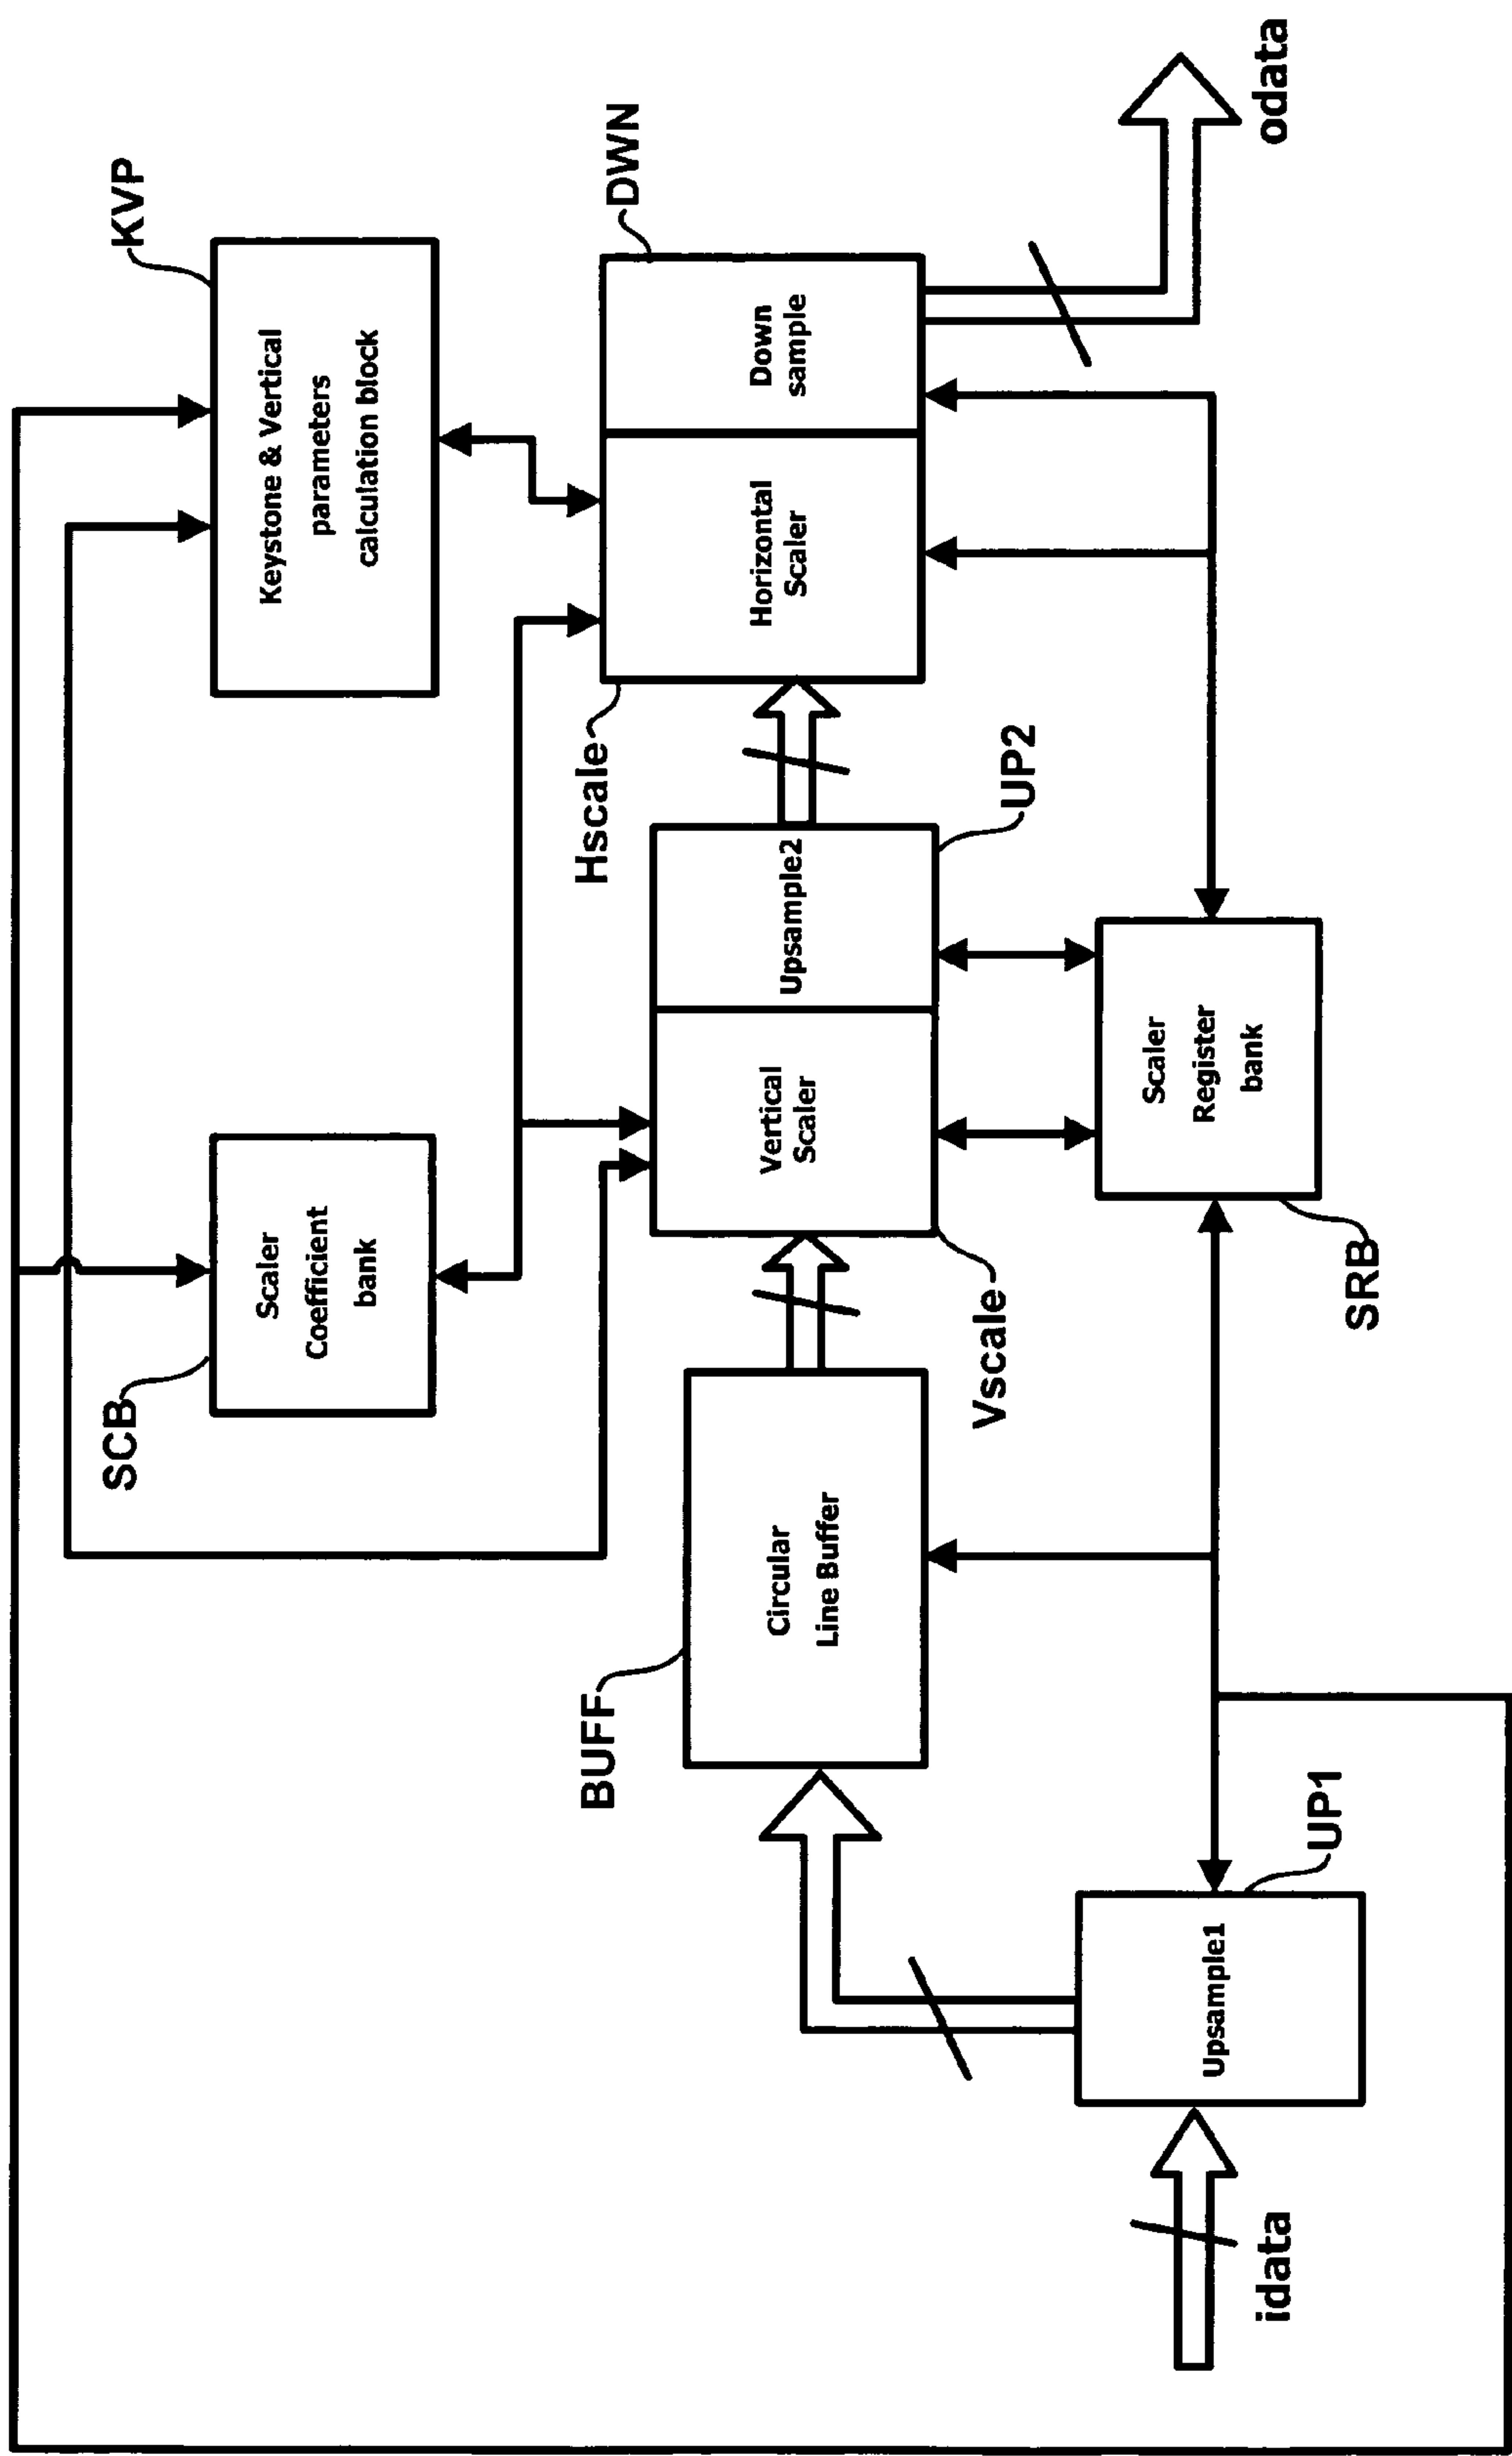 KVP
Keystone & Vertical
parameters
calculation block
SCB
Scaler
Coefficient
bank
DWN
Horizontal
Scaler
Down
sample
Hscale
Vertical
Scaler
Upsample2
UP2
BUFF
Circular
Line Buffer
Vscale
Scaler
Register
bank
SRB
Upsample1
UP1
idata
odata